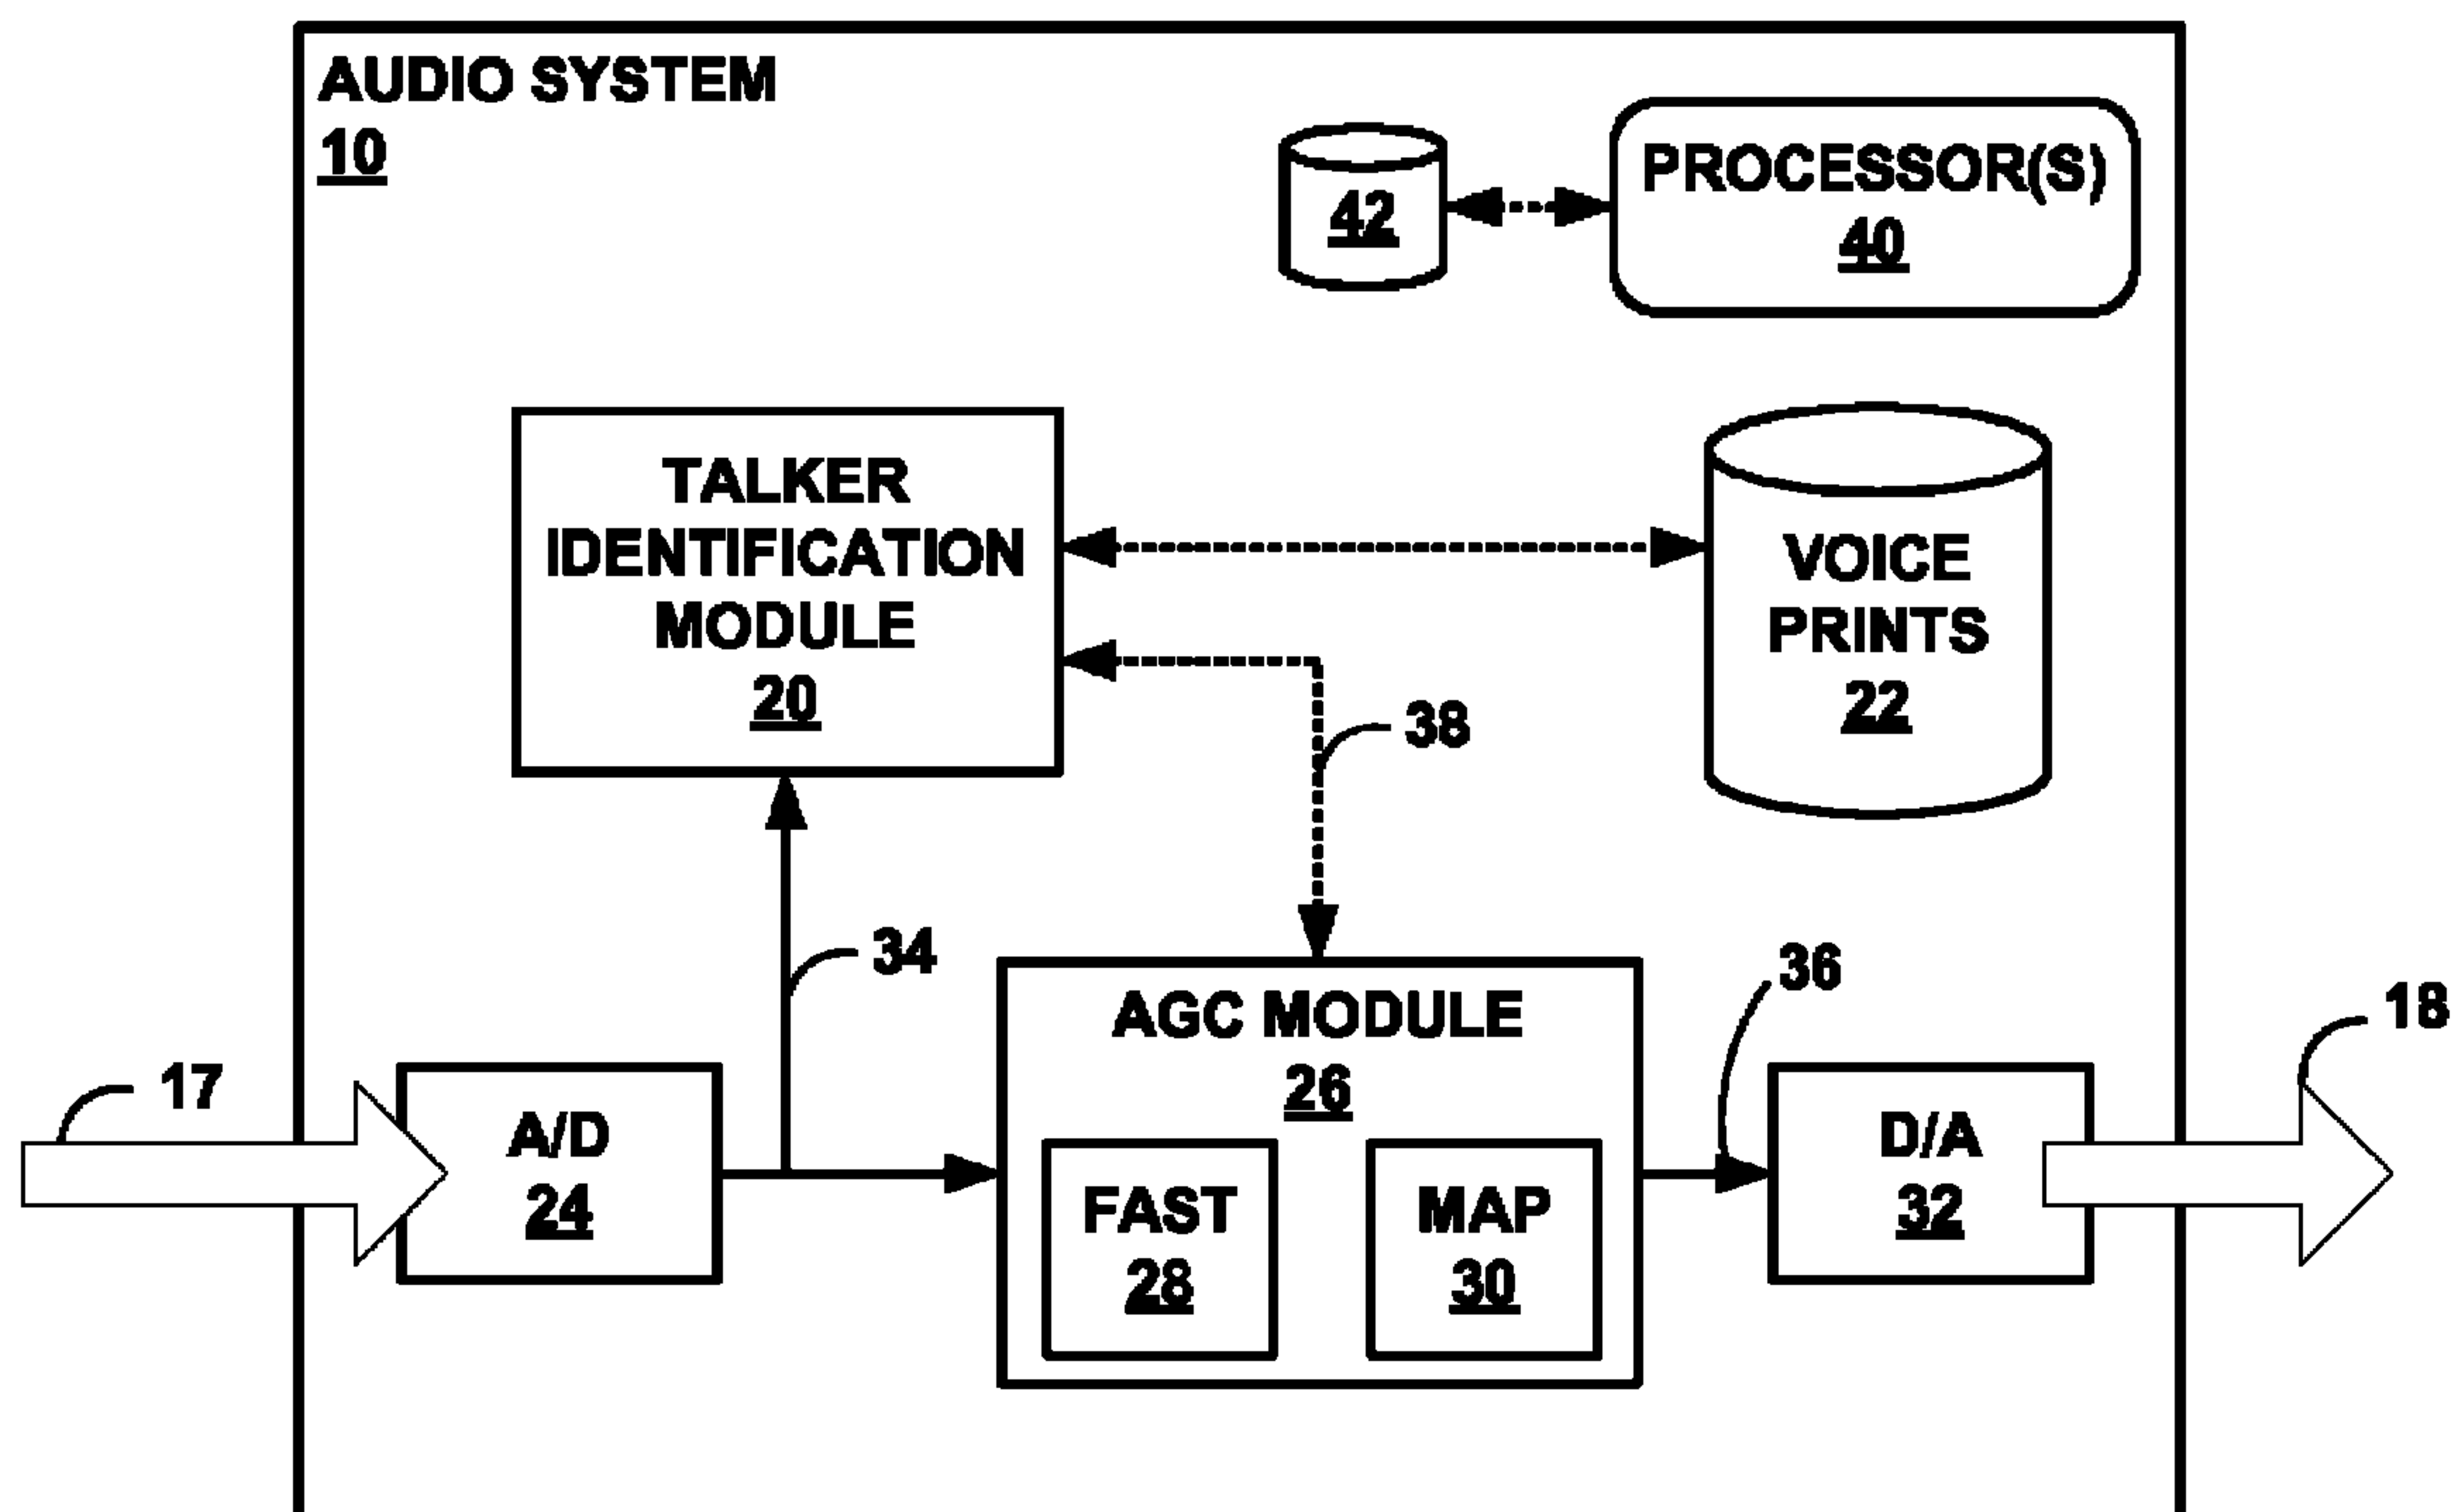 AUDIO SYSTEM
10
42
PROCESSOR(S)
40
TALKER
IDENTIFICATION
MODULE
20
VOICE
PRINTS
22
38
34
36
18
17
A/D
24
AGC MODULE
26
FAST
28
MAP
30
D/A
32